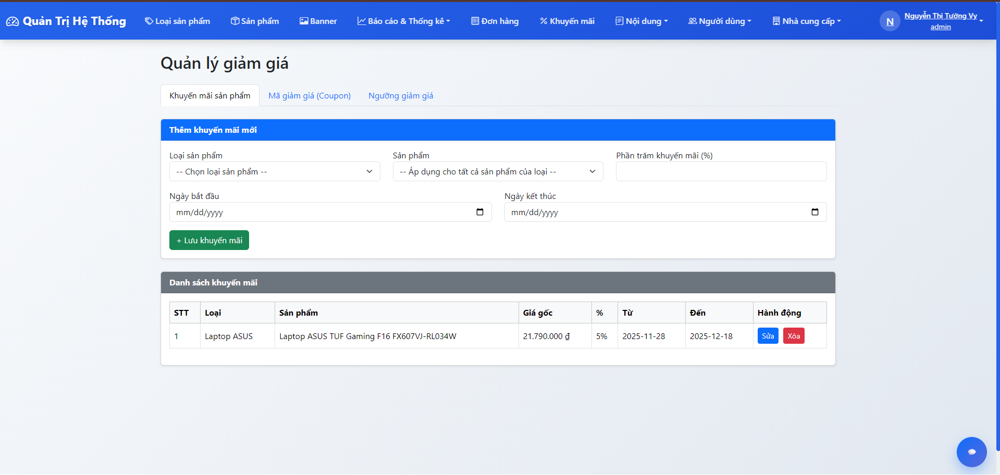 Quản Trị Hệ Thống
Loại sản phẩm
Sản phẩm
Banner
Báo cáo & Thống kê
Đơn hàng
Khuyến mãi
Nội dung
Người dùng
Nhà cung cấp
N
Nguyễn Thị Tường Vy
admin
Quản lý giảm giá
Khuyến mãi sản phẩm
Mã giảm giá (Coupon)
Ngưỡng giảm giá
Thêm khuyến mãi mới
Loại sản phẩm
Sản phẩm
Phần trăm khuyến mãi (%)
-- Chọn loại sản phẩm --
-- Áp dụng cho tất cả sản phẩm của loại --
Ngày bắt đầu
Ngày kết thúc
mm/dd/yyyy
mm/dd/yyyy
+ Lưu khuyến mãi
Danh sách khuyến mãi
STT Loại Sản phẩm Giá gốc % Từ Đến Hành động
1 Laptop ASUS Laptop ASUS TUF Gaming F16 FX607VJ-RL034W 21.790.000 ₫ 5% 2025-11-28 2025-12-18 Sửa Xóa